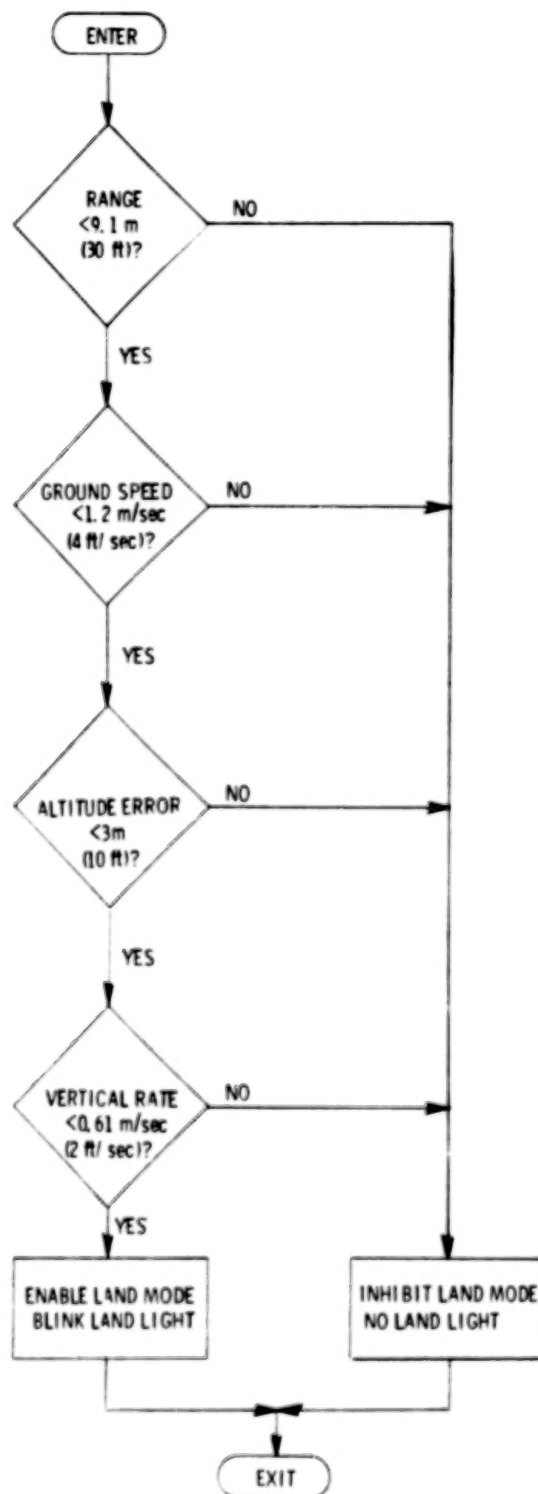 ENTER
RANGE
<9.1 m
(30 ft)?
NO
YES
GROUND SPEED
<1.2 m/sec
(4 ft/ sec)?
NO
YES
ALTITUDE ERROR
<3m
(10 ft)?
NO
YES
VERTICAL RATE
<0.61 m/sec
(2 ft/ sec)?
NO
YES
ENABLE LAND MODE
BLINK LAND LIGHT
INHIBIT LAND MODE
NO LAND LIGHT
EXIT